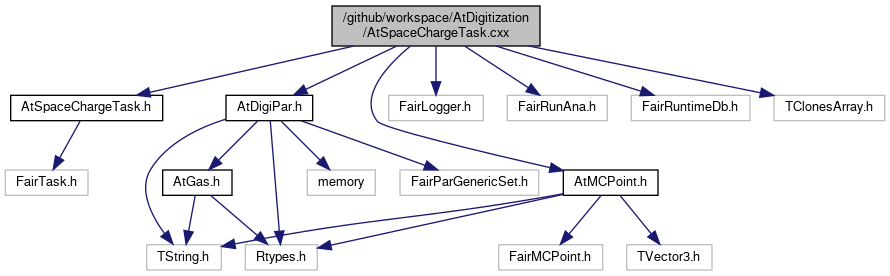 /github/workspace/AtDigitization
/AtSpaceChargeTask.cxx
AtSpaceChargeTask.h
AtDigiPar.h
FairLogger.h
FairRunAna.h
FairRuntimeDb.h
TClonesArray.h
FairTask.h
AtGas.h
memory
FairParGenericSet.h
AtMCPoint.h
TString.h
Rtypes.h
FairMCPoint.h
TVector3.h